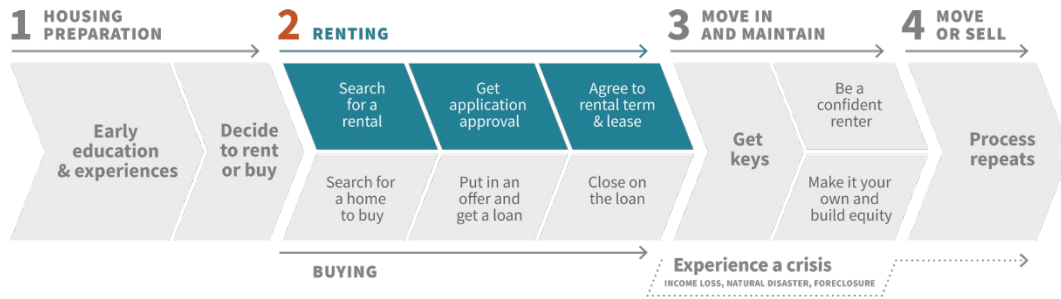 1 HOUSING
PREPARATION
Early
education
& experiences
Decide
to rent
or buy
2 RENTING
Search
for a
rental
Get
application
approval
Agree to
rental term
& lease
Search for
a home
to buy
Put in an
offer and
get a loan
Close on
the loan
BUYING
3 MOVE IN
AND MAINTAIN
Get
keys
Be a
confident
renter
Make it your
own and
build equity
Experience a crisis
INCOME LOSS, NATURAL DISASTER, FORECLOSURE
4 MOVE
OR SELL
Process
repeats